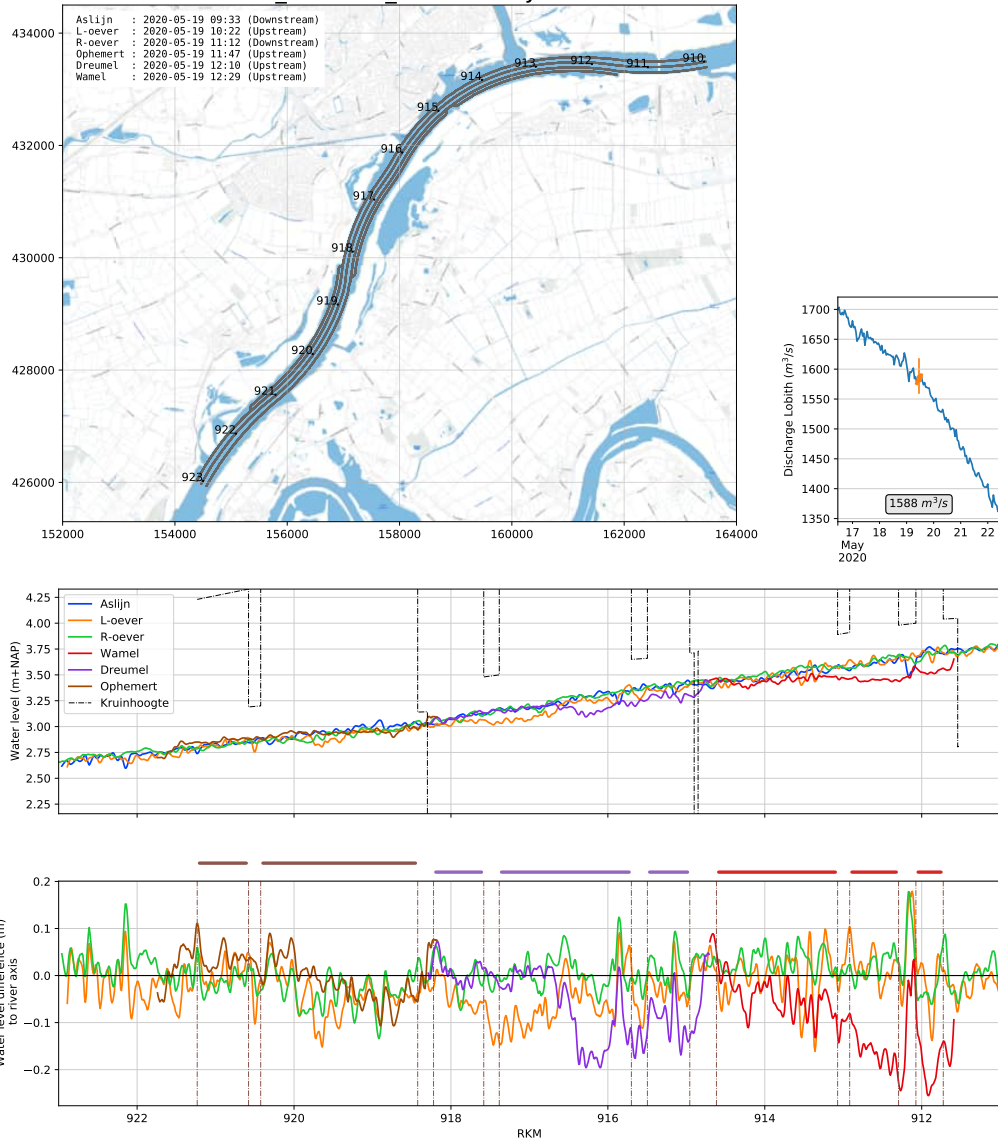 Aslijn : 2020-05-19 09:33 (Downstream)
L-oever : 2020-05-19 10:22 (Upstream)
R-oever : 2020-05-19 11:12 (Downstream)
Ophemert : 2020-05-19 11:47 (Upstream)
Dreumel : 2020-05-19 12:10 (Upstream)
Wamel : 2020-05-19 12:29 (Upstream)
434000
432000
430000
428000
426000
910
911
912
913
914
915
916
917
918
919
920
921
922
923
152000 154000 156000 158000 160000 162000 164000
Discharge Lobith (m³/s)
1700
1650
1600
1550
1500
1450
1400
1350
1588 m³/s
17 18 19 20 21 22
May
2020
Water level (m+NAP)
4.25
4.00
3.75
3.50
3.25
3.00
2.75
2.50
2.25
Aslijn
L-oever
R-oever
Wamel
Dreumel
Ophemert
Kruinhoogte
Water level difference (m)
to river axis
0.2
0.1
0.0
−0.1
−0.2
922 920 918 916 914 912
RKM